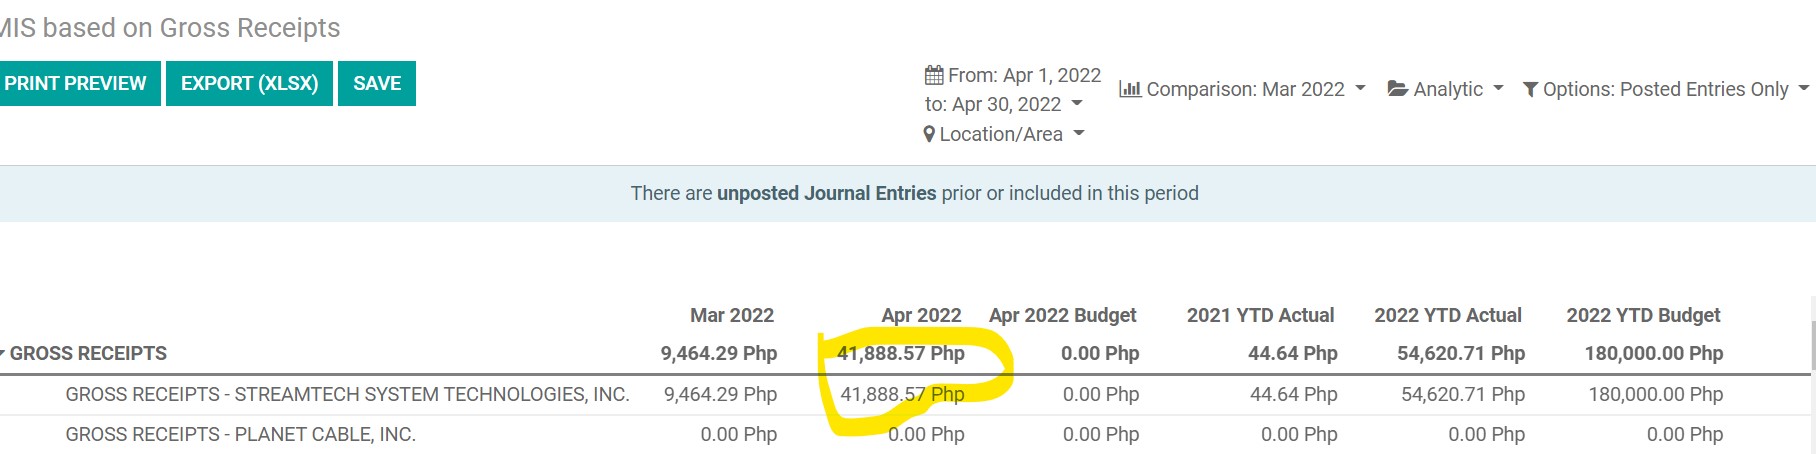 MIS based on Gross Receipts
PRINT PREVIEW EXPORT (XLSX) SAVE
From: Apr 1, 2022
to: Apr 30, 2022
Location/Area
Comparison: Mar 2022 Analytic Options: Posted Entries Only
There are unposted Journal Entries prior or included in this period
Mar 2022 Apr 2022 Apr 2022 Budget 2021 YTD Actual 2022 YTD Actual 2022 YTD Budget
GROSS RECEIPTS 9,464.29 Php 41,888.57 Php 0.00 Php 44.64 Php 54,620.71 Php 180,000.00 Php
GROSS RECEIPTS - STREAMTECH SYSTEM TECHNOLOGIES, INC. 9,464.29 Php 41,888.57 Php 0.00 Php 44.64 Php 54,620.71 Php 180,000.00 Php
GROSS RECEIPTS - PLANET CABLE, INC. 0.00 Php 0.00 Php 0.00 Php 0.00 Php 0.00 Php 0.00 Php